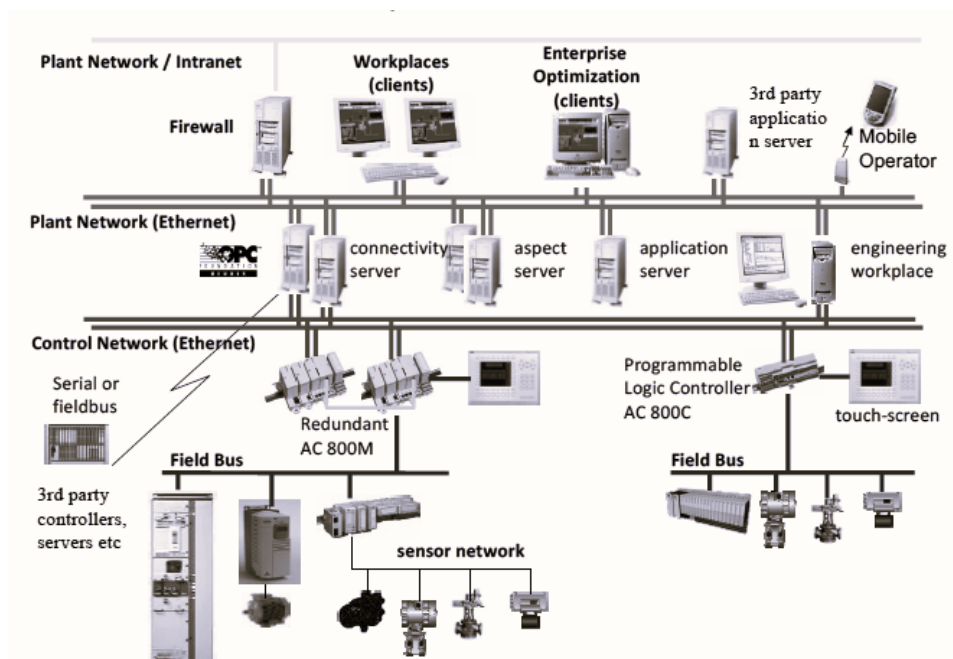 Plant Network / Intranet
Workplaces
(clients)
Enterprise
Optimization
(clients)
3rd party
applicatio
n server
Firewall
Mobile
Operator
Plant Network (Ethernet)
OPC
FOUNDATION
connectivity
server
aspect
server
application
server
engineering
workplace
Control Network (Ethernet)
Serial or
fieldbus
Redundant
AC 800M
Programmable
Logic Controller
AC 800C
touch-screen
Field Bus
Field Bus
3rd party
controllers,
servers etc
sensor network